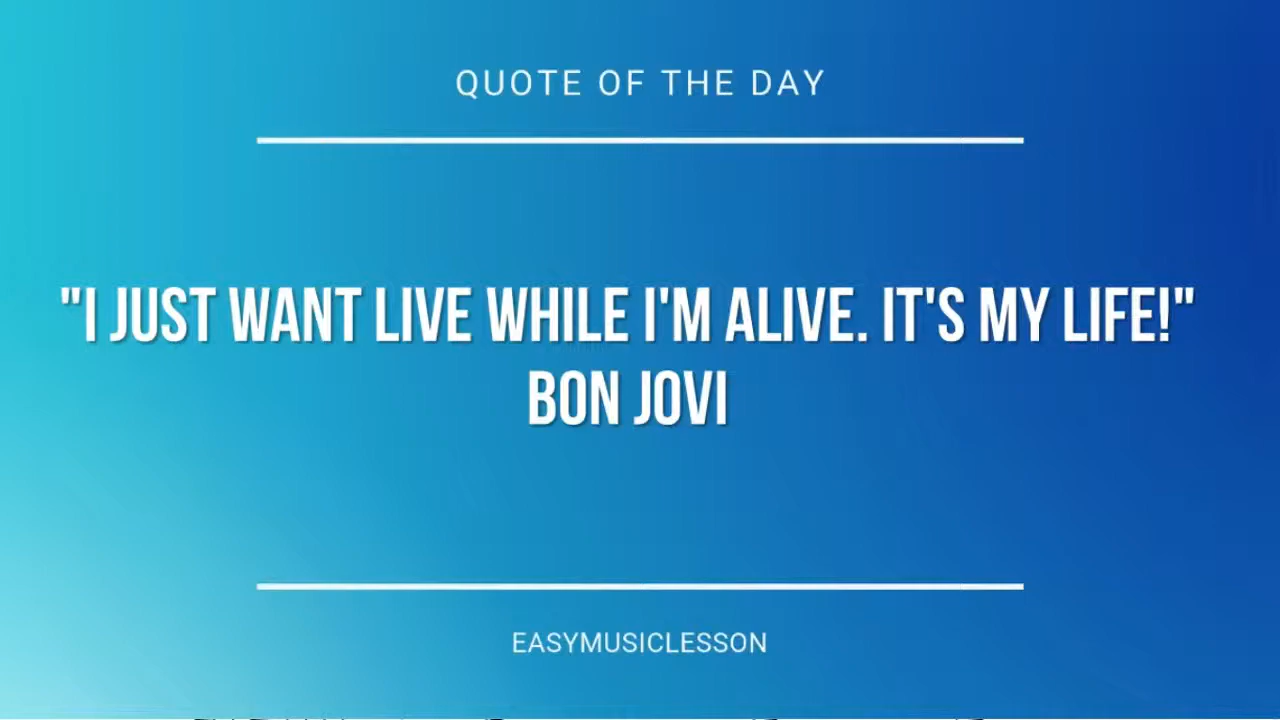 QUOTE OF THE DAY
"I JUST WANT LIVE WHILE I'M ALIVE. IT'S MY LIFE!"
BON JOVI
EASYMUSICLESSON